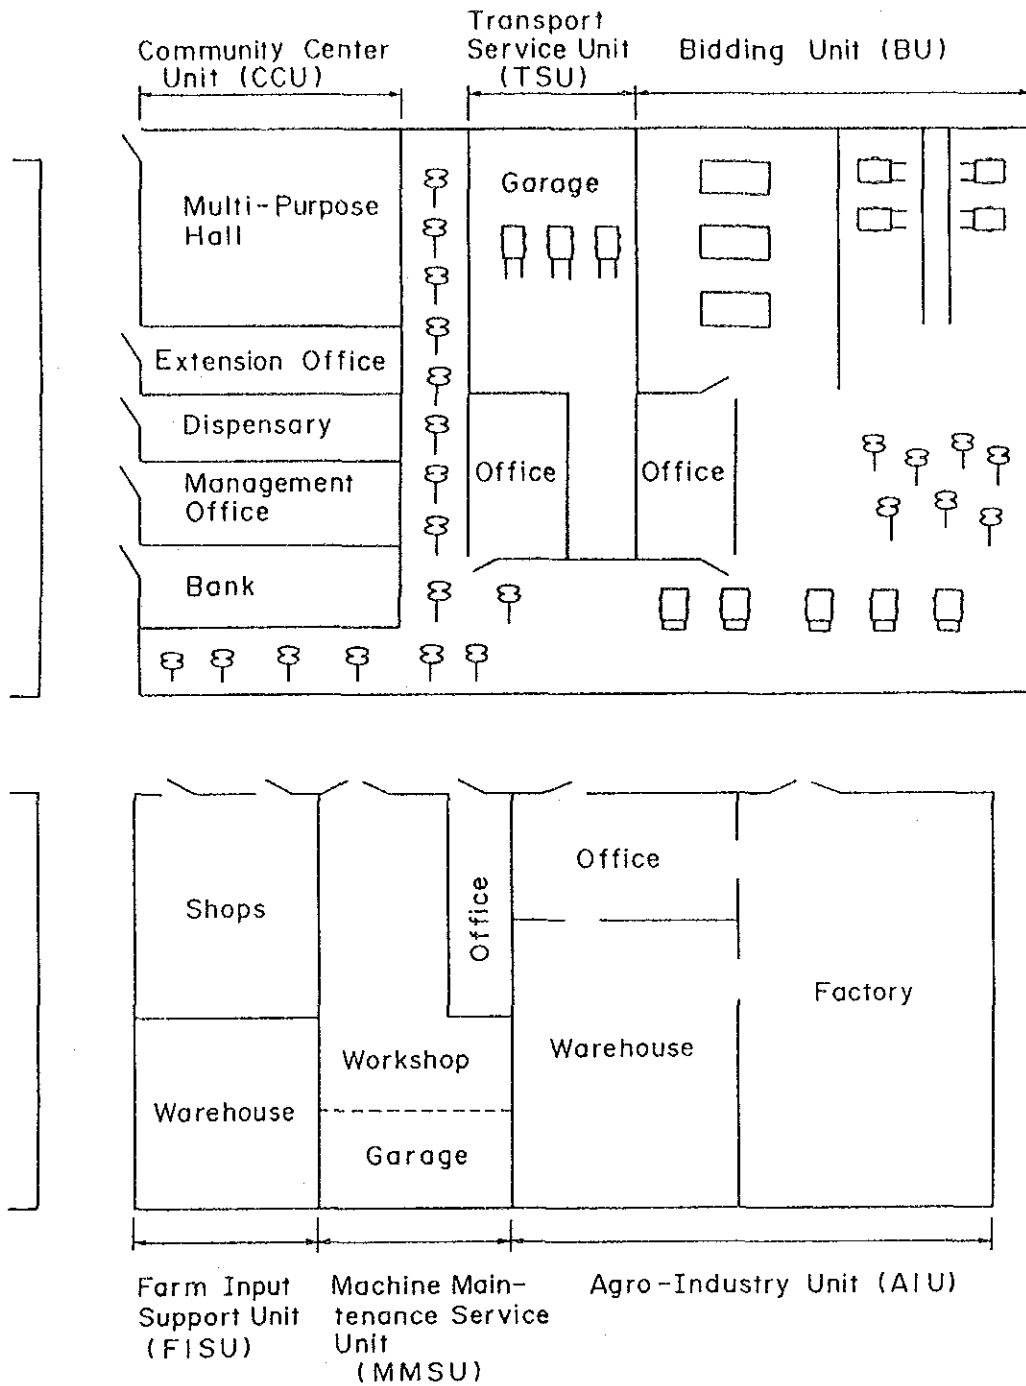 Community Center
Unit (CCU)
Transport
Service Unit
(TSU)
Bidding Unit (BU)
Multi-Purpose
Hall
Garage
Extension Office
Dispensary
Management
Office
Office
Office
Bank
Shops
Office
Office
Factory
Workshop
Warehouse
Warehouse
Garage
Farm Input
Support Unit
(FISU)
Machine Main-
tenance Service
Unit
(MMSU)
Agro-Industry Unit (AIU)